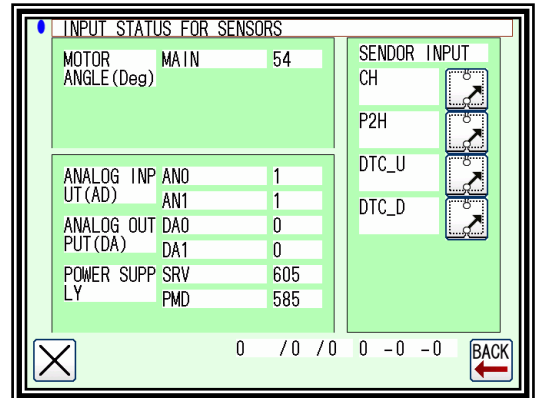 INPUT STATUS FOR SENSORS
MOTOR MAIN 54
ANGLE(Deg)
ANALOG INP AN0 1
UT(AD) AN1 1
ANALOG OUT DA0 0
PUT(DA) DA1 0
POWER SUPP SRV 605
LY PMD 585
SENDOR INPUT
CH
P2H
DTC_U
DTC_D
0 /0 /0 0 -0 -0
BACK